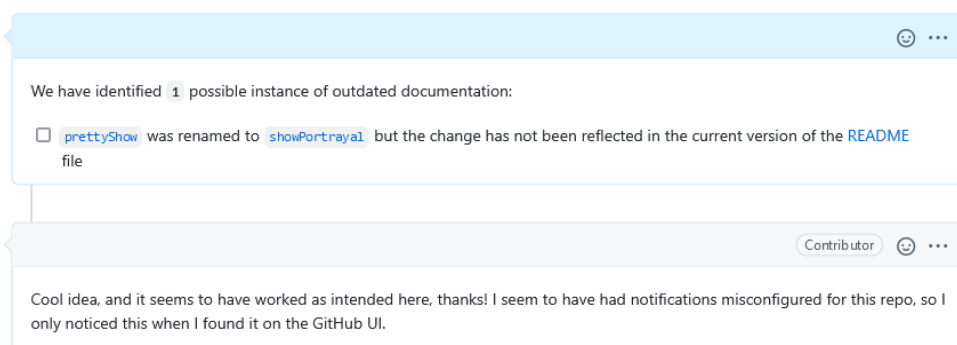 We have identified 1 possible instance of outdated documentation:
prettyShow was renamed to showPortrayal but the change has not been reflected in the current version of the README
file
Contributor
Cool idea, and it seems to have worked as intended here, thanks! I seem to have had notifications misconfigured for this repo, so I
only noticed this when I found it on the GitHub UI.